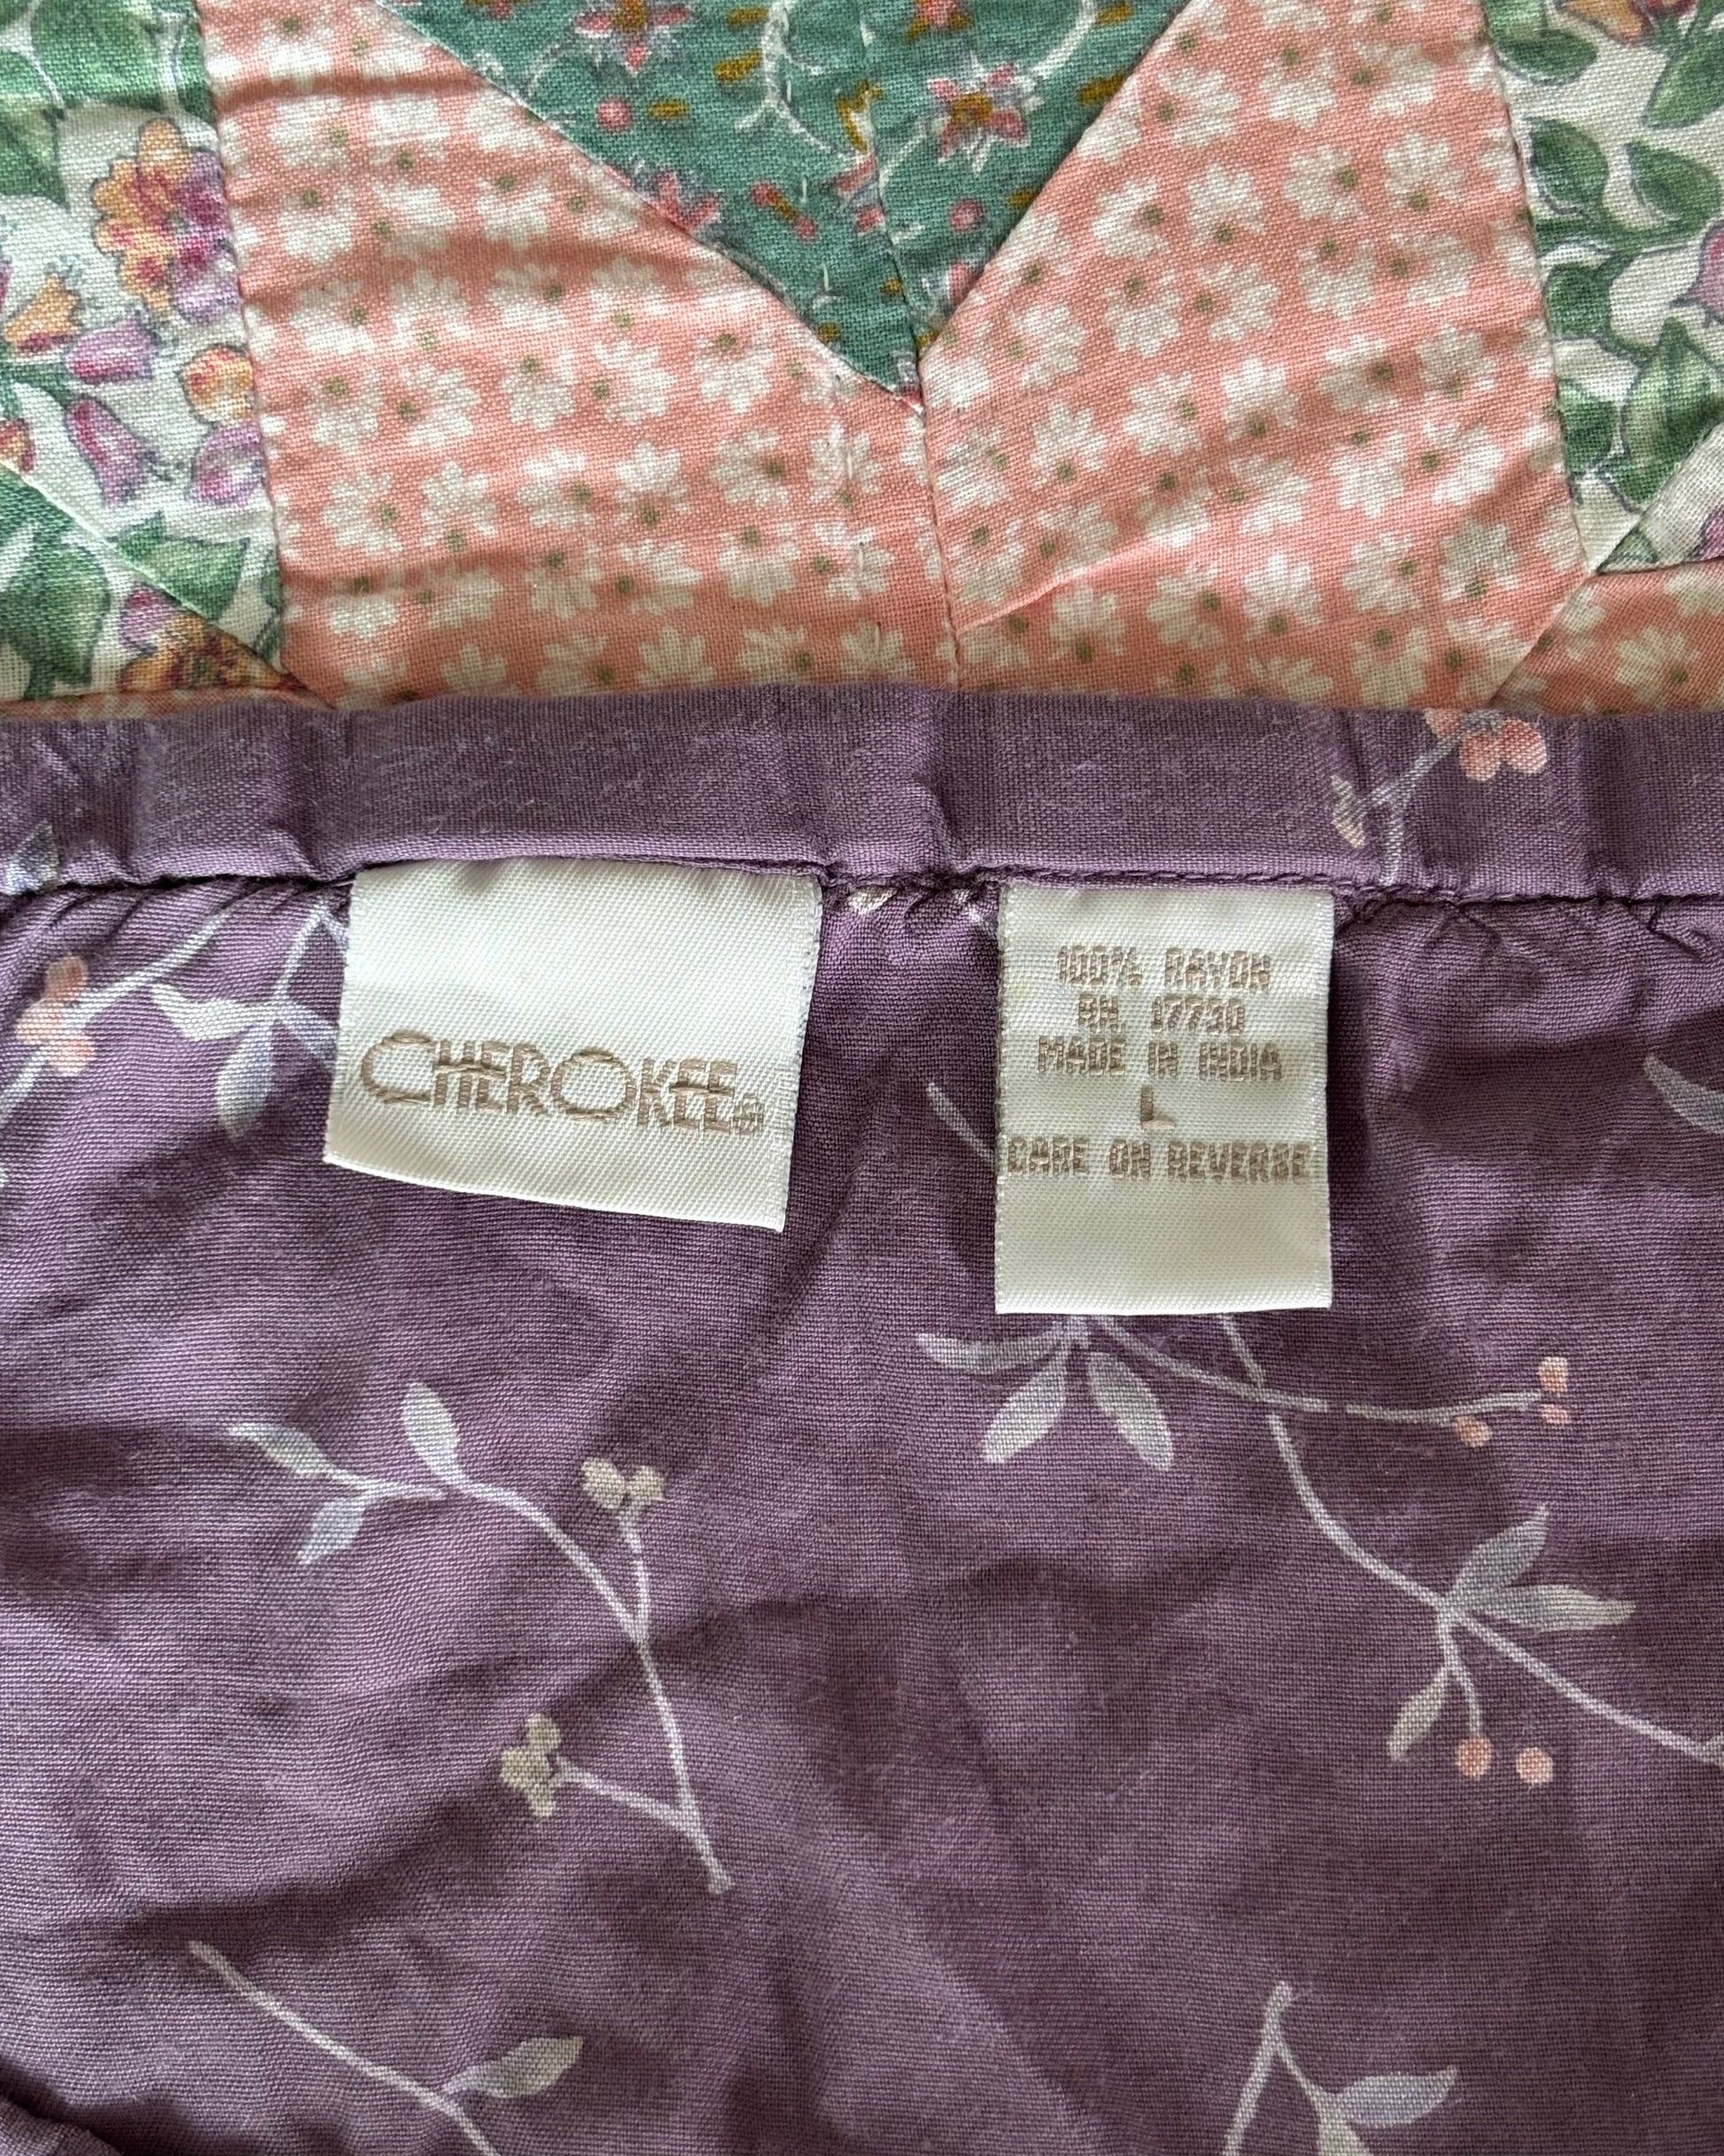 CHEROKEE®
100% RAYON
RN 17730
MADE IN INDIA
L
CARE ON REVERSE